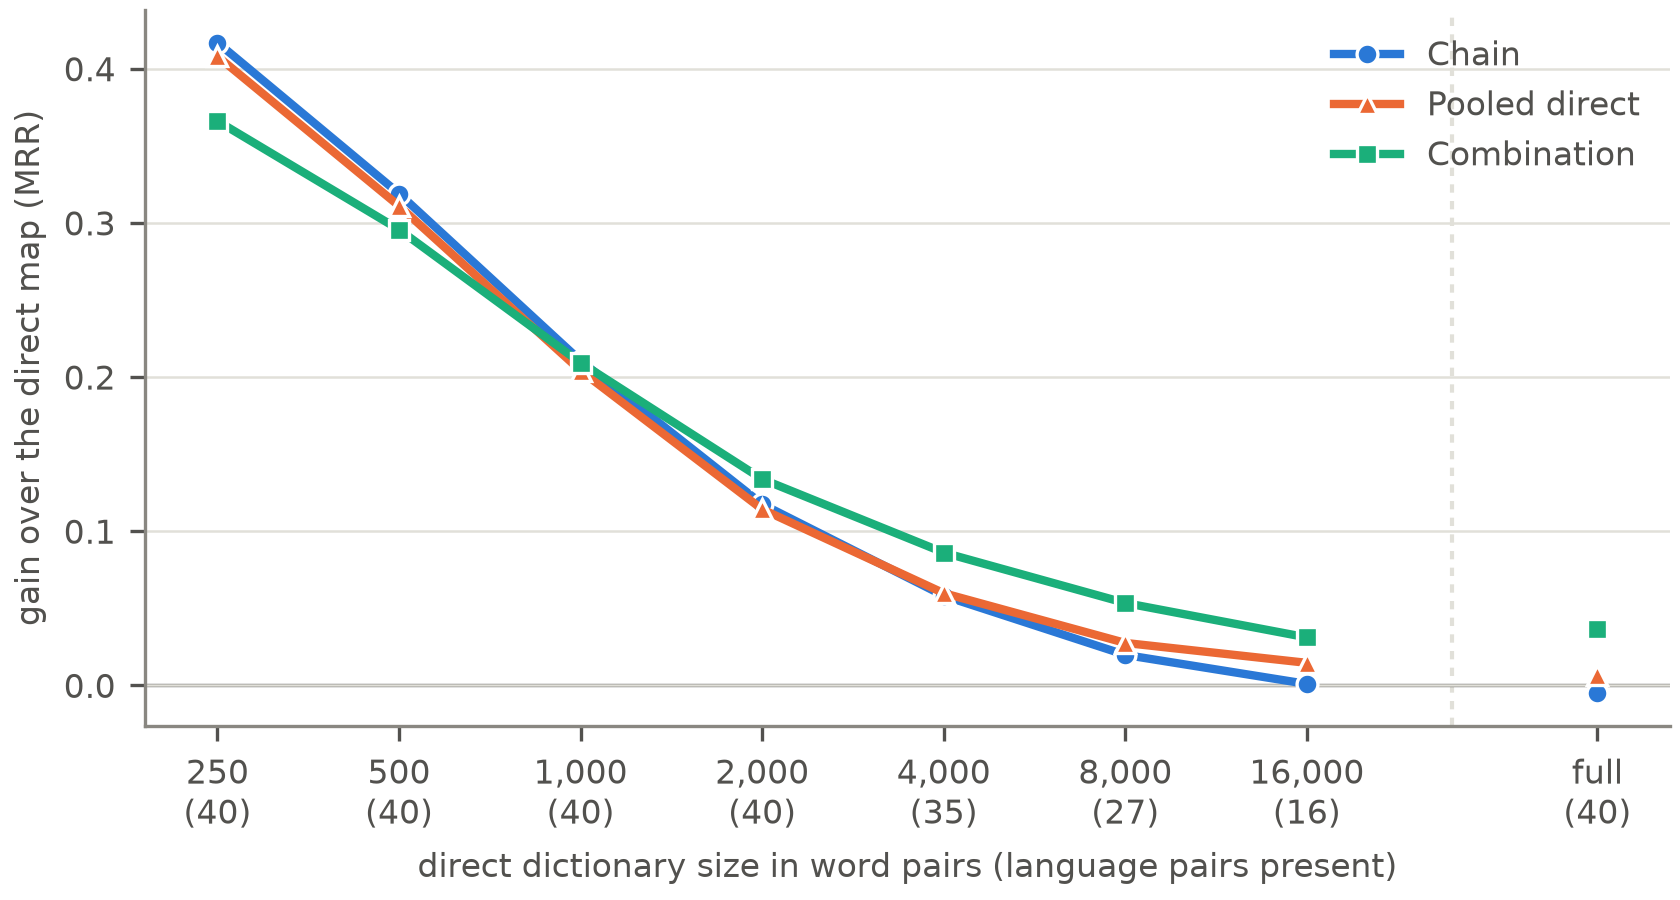 gain over the direct map (MRR)
0.4
0.3
0.2
0.1
0.0
Chain
Pooled direct
Combination
250 500 1,000 2,000 4,000 8,000 16,000 full
(40) (40) (40) (40) (35) (27) (16) (40)
direct dictionary size in word pairs (language pairs present)